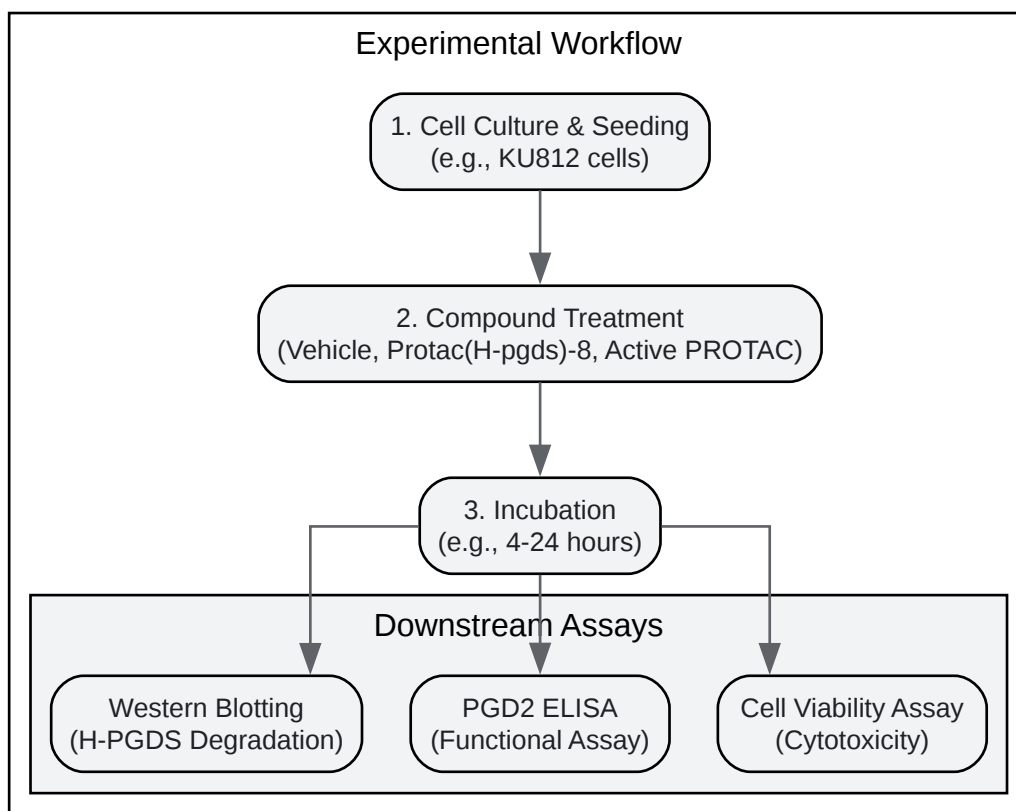 Experimental Workflow
1. Cell Culture & Seeding
(e.g., KU812 cells)
2. Compound Treatment
(Vehicle, Protac(H-pgds)-8, Active PROTAC)
3. Incubation
(e.g., 4-24 hours)
Downstream Assays
Western Blotting
(H-PGDS Degradation)
PGD2 ELISA
(Functional Assay)
Cell Viability Assay
(Cytotoxicity)